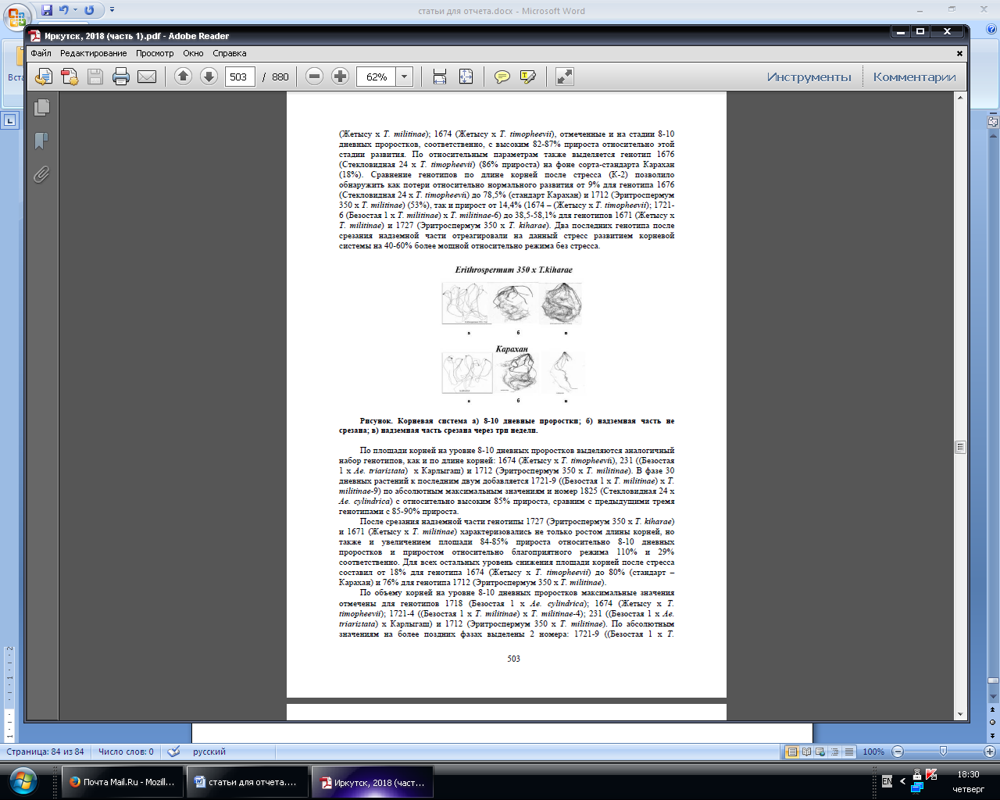 статьи для отчета.docx - Microsoft Word
Иркутск, 2018 (часть 1).pdf - Adobe Reader
Файл Редактирование Просмотр Окно Справка
503 / 880 62% Инструменты Комментарии
Вста
(Жетысу х T. militinae); 1674 (Жетысу х T. timopheevii), отмеченные и на стадии 8-10
дневных проростков, соответственно, с высоким 82-87% прироста относительно этой
стадии развития. По относительным параметрам также выделяется генотип 1676
(Стекловидная 24 х T. timopheevii) (86% прироста) на фоне сорта-стандарта Карахан
(18%). Сравнение генотипов по длине корней после стресса (К-2) позволило
обнаружить как потери относительно нормального развития от 9% для генотипа 1676
(Стекловидная 24 х T. timopheevii) до 78,5% (стандарт Карахан) и 1712 (Эритроспермум
350 х T. militinae) (53%), так и прирост от 14,4% (1674 – (Жетысу х T. timopheevii); 1721-
6 (Безостая 1 х T. militinae) х T. militinae-6) до 38,5-58,1% для генотипов 1671 (Жетысу х
T. militinae) и 1727 (Эритроспермум 350 х T. kiharae). Два последних генотипа после
срезания надземной части отреагировали на данный стресс развитием корневой
системы на 40-60% более мощной относительно режима без стресса.
Erithrospermum 350 x T.kiharae
а б в
Карахан
а б в
Рисунок. Корневая система а) 8-10 дневные проростки; б) надземная часть не
срезана; в) надземная часть срезана через три недели.
По площади корней на уровне 8-10 дневных проростков выделяются аналогичный
набор генотипов, как и по длине корней: 1674 (Жетысу х T. timopheevii), 231 ((Безостая
1 х Ae. triaristata) х Карлыгаш) и 1712 (Эритроспермум 350 х T. militinae). В фазе 30
дневных растений к последним двум добавляется 1721-9 ((Безостая 1 х T. militinae) х T.
militinae-9) по абсолютным максимальным значениям и номер 1825 (Стекловидная 24 х
Ae. cylindrica) с относительно высоким 85% прироста, сравним с предыдущими тремя
генотипами с 85-90% прироста.
После срезания надземной части генотипы 1727 (Эритроспермум 350 х T. kiharae)
и 1671 (Жетысу х T. militinae) характеризовались не только ростом длины корней, но
также и увеличением площади 84-85% прироста относительно 8-10 дневных
проростков и приростом относительно благоприятного режима 110% и 29%
соответственно. Для всех остальных уровень снижения площади корней после стресса
составил от 18% для генотипа 1674 (Жетысу х T. timopheevii) до 80% (стандарт –
Карахан) и 76% для генотипа 1712 (Эритроспермум 350 х T. militinae).
По объему корней на уровне 8-10 дневных проростков максимальные значения
отмечены для генотипов 1718 (Безостая 1 х Ae. cylindrica); 1674 (Жетысу х T.
timopheevii); 1721-4 ((Безостая 1 х T. militinae) х T. militinae-4); 231 ((Безостая 1 х Ae.
triaristata) х Карлыгаш) и 1712 (Эритроспермум 350 х T. militinae). По абсолютным
значениям на более поздних фазах выделены 2 номера: 1721-9 ((Безостая 1 х T.
503
Страница: 84 из 84 Число слов: 0 русский 100%
Почта Mail.Ru - Mozill... статьи для отчета.... Иркутск, 2018 (част... EN 18:30
четверг